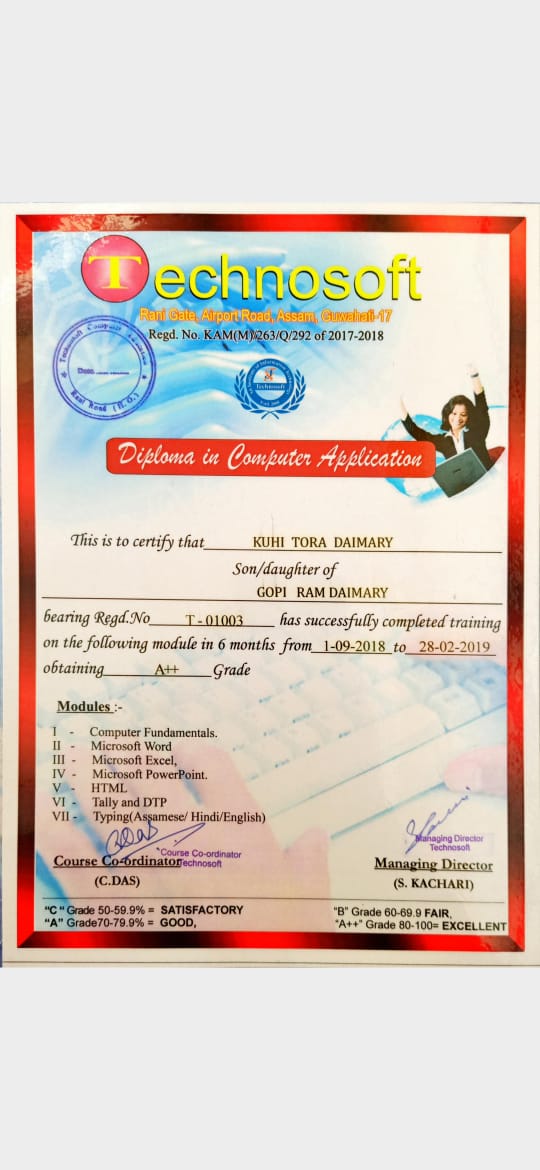 Technosoft
Rani Gate, Airport Road, Assam, Guwahati-17
Regd. No. KAM(M)/263/Q/292 of 2017-2018
Technosoft Computer
Rani Road (H.O.)
of Information
Technosoft
Diploma in Computer Application
This is to certify that KUHI TORA DAIMARY
Son/daughter of
GOPI RAM DAIMARY
bearing Regd.No T - 01003 has successfully completed training
on the following module in 6 months from 1-09-2018 to 28-02-2019
obtaining A++ Grade
Modules :-
I - Computer Fundamentals.
II - Microsoft Word
III - Microsoft Excel,
IV - Microsoft PowerPoint.
V - HTML
VI - Tally and DTP
VII - Typing(Assamese/ Hindi/English)
Course Co-ordinator
Technosoft
Course Co-ordinator
(C.DAS)
Managing Director
Technosoft
Managing Director
(S. KACHARI)
"C" Grade 50-59.9% = SATISFACTORY
"A" Grade70-79.9% = GOOD,
"B" Grade 60-69.9 FAIR,
"A++" Grade 80-100= EXCELLENT